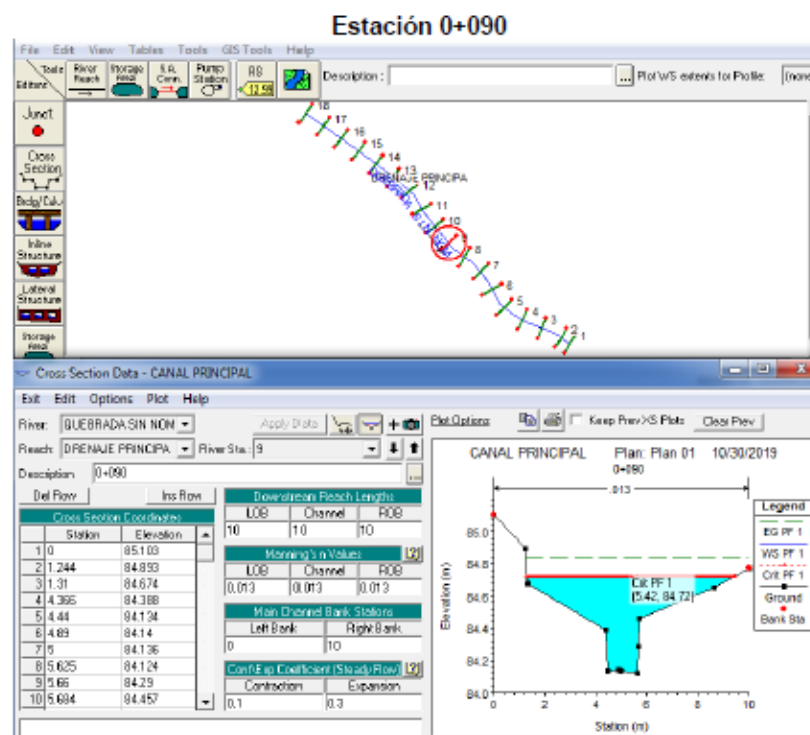 Estación 0+090
File Edit View Tables Tools GIS Tools Help
Tools
Editors
River Reach
Storage Area
S.A. Conn.
Pump Station
RS
Description :
...
Plot WS extents for Profile:
(none
Junct.
Cross Section
Brdg/Culv
Inline Structure
Lateral Structure
Storage Area
18
17
16
15
14
13
DRENAJE PRINCIPA
12
11
10
8
7
6
5
4
3
2
1
Cross Section Data - CANAL PRINCIPAL
Exit Edit Options Plot Help
River: QUEBRADA SIN NOM
Apply Data
Plot Options
Keep Prev XS Plots
Clear Prev
Reach: DRENAJE PRINCIPA
River Sta.: 9
Description 0+090
...
Del Row
Ins Row
Cross Section Coordinates
Station Elevation
1 0 85.103
2 1.244 84.893
3 1.31 84.674
4 4.366 84.388
5 4.44 84.134
6 4.89 84.14
7 5 84.136
8 5.625 84.124
9 5.66 84.29
10 5.684 84.457
Downstream Reach Lengths
LOB Channel ROB
10 10 10
Manning's n Values
LOB Channel ROB
0.013 0.013 0.013
Main Channel Bank Stations
Left Bank Right Bank
0 10
Cont\Exp Coefficient (Steady Flow)
Contraction Expansion
0.1 0.3
CANAL PRINCIPAL Plan: Plan 01 10/30/2019
0+090
.013
85.0
84.8
84.6
84.4
84.2
84.0
Elevation (m)
Crit PF 1
(5.42, 84.72)
0 2 4 6 8 10
Station (m)
Legend
EG PF 1
WS PF 1
Crit PF 1
Ground
Bank Sta